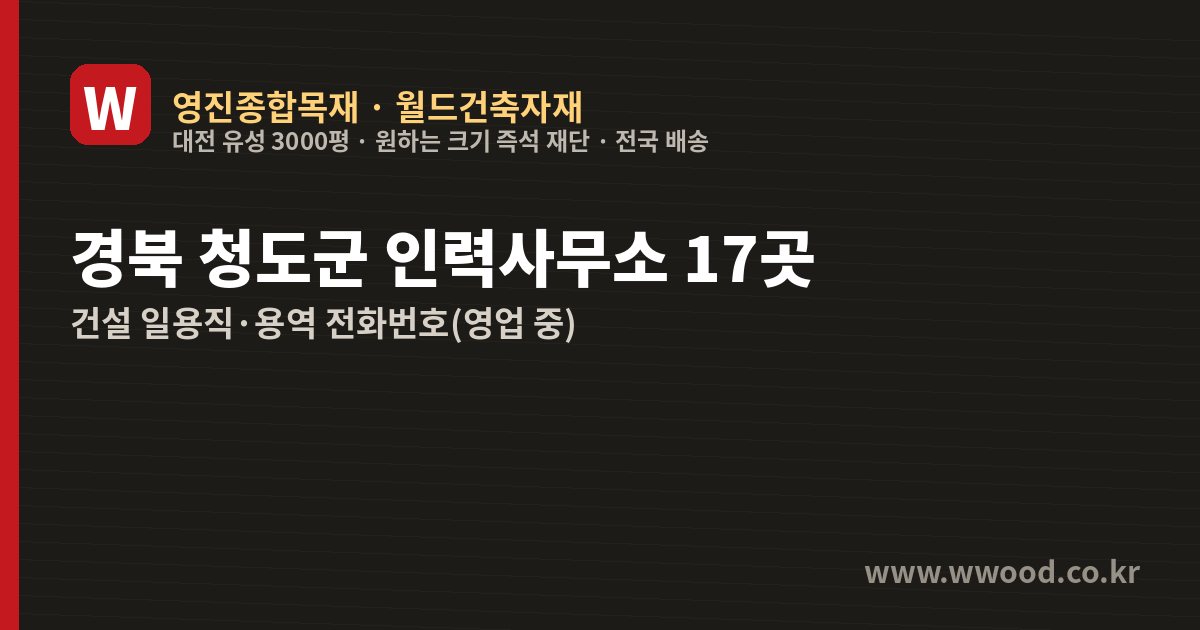 W
영진종합목재 · 월드건축자재
대전 유성 3000평 · 원하는 크기 즉석 재단 · 전국 배송
경북 청도군 인력사무소 17곳
건설 일용직·용역 전화번호(영업 중)
www.wwood.co.kr